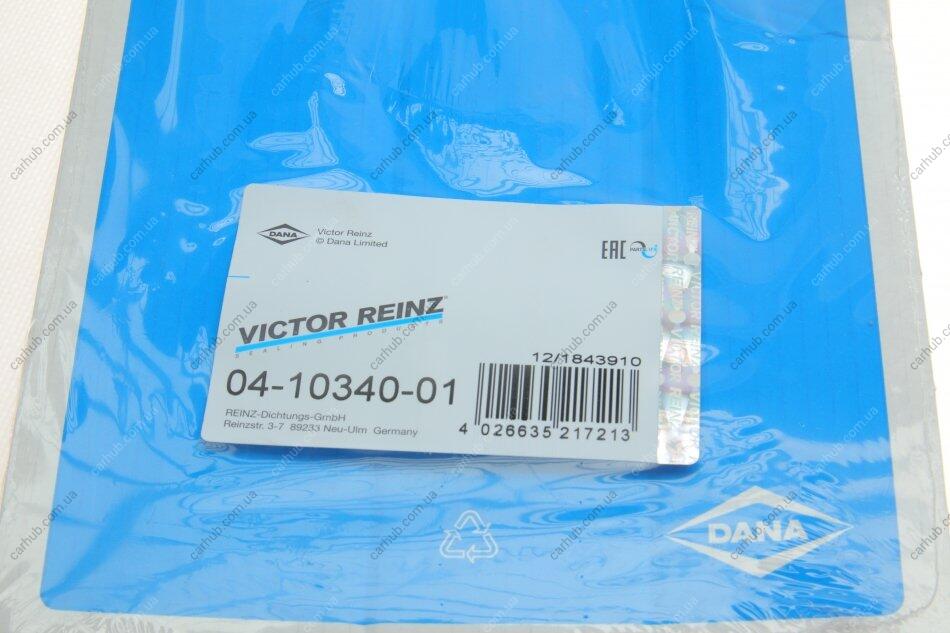 DANA
Victor Reinz
© Dana Limited
EAC
VICTOR REINZ
SEALING PRODUCTS
12/1843910
04-10340-01
REINZ-Dichtungs-GmbH
Reinzstr. 3-7 89233 Neu-Ulm Germany
4 026635 217213
DANA
carhub.com.ua